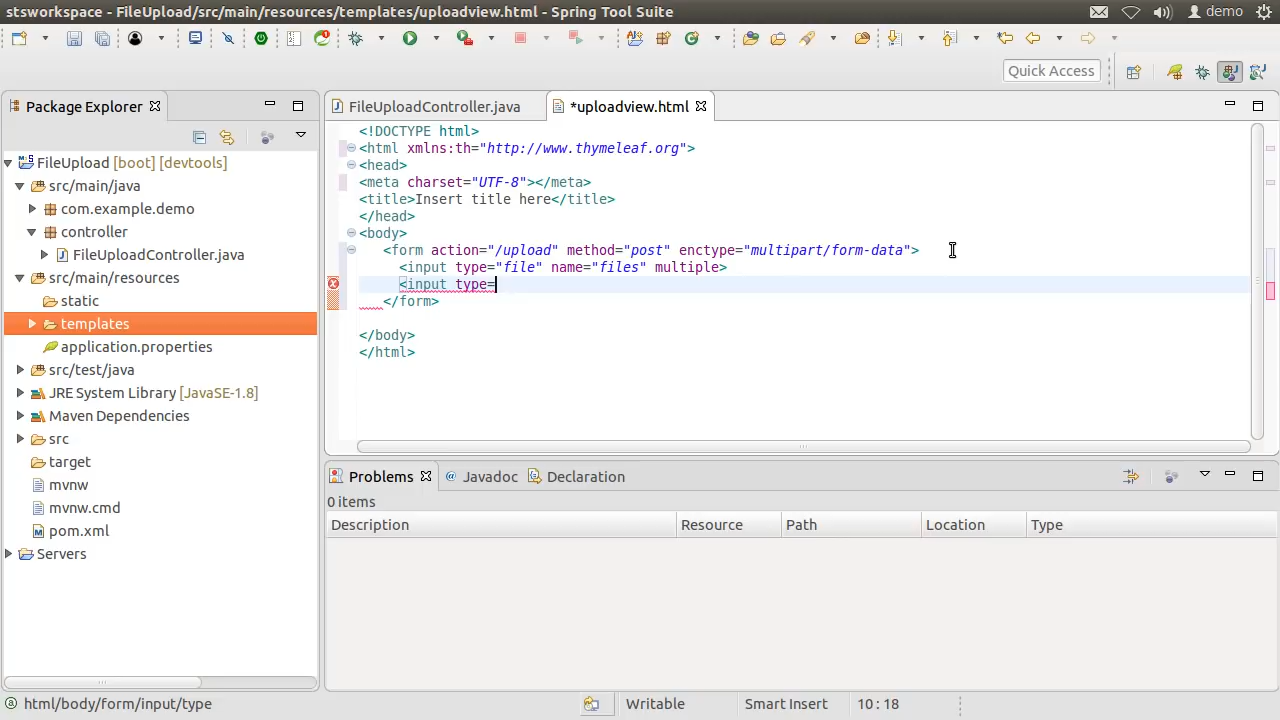 stsworkspace - FileUpload/src/main/resources/templates/uploadview.html - Spring Tool Suite
demo
Quick Access
Package Explorer
FileUpload [boot] [devtools]
src/main/java
com.example.demo
controller
FileUploadController.java
src/main/resources
static
templates
application.properties
src/test/java
JRE System Library [JavaSE-1.8]
Maven Dependencies
src
target
mvnw
mvnw.cmd
pom.xml
Servers
FileUploadController.java
*uploadview.html
<!DOCTYPE html>
<html xmlns:th="http://www.thymeleaf.org">
<head>
<meta charset="UTF-8"></meta>
<title>Insert title here</title>
</head>
<body>
<form action="/upload" method="post" enctype="multipart/form-data">
<input type="file" name="files" multiple>
<input type=
</form>
</body>
</html>
Problems
Javadoc
Declaration
0 items
Description Resource Path Location Type
html/body/form/input/type
Writable
Smart Insert
10 : 18